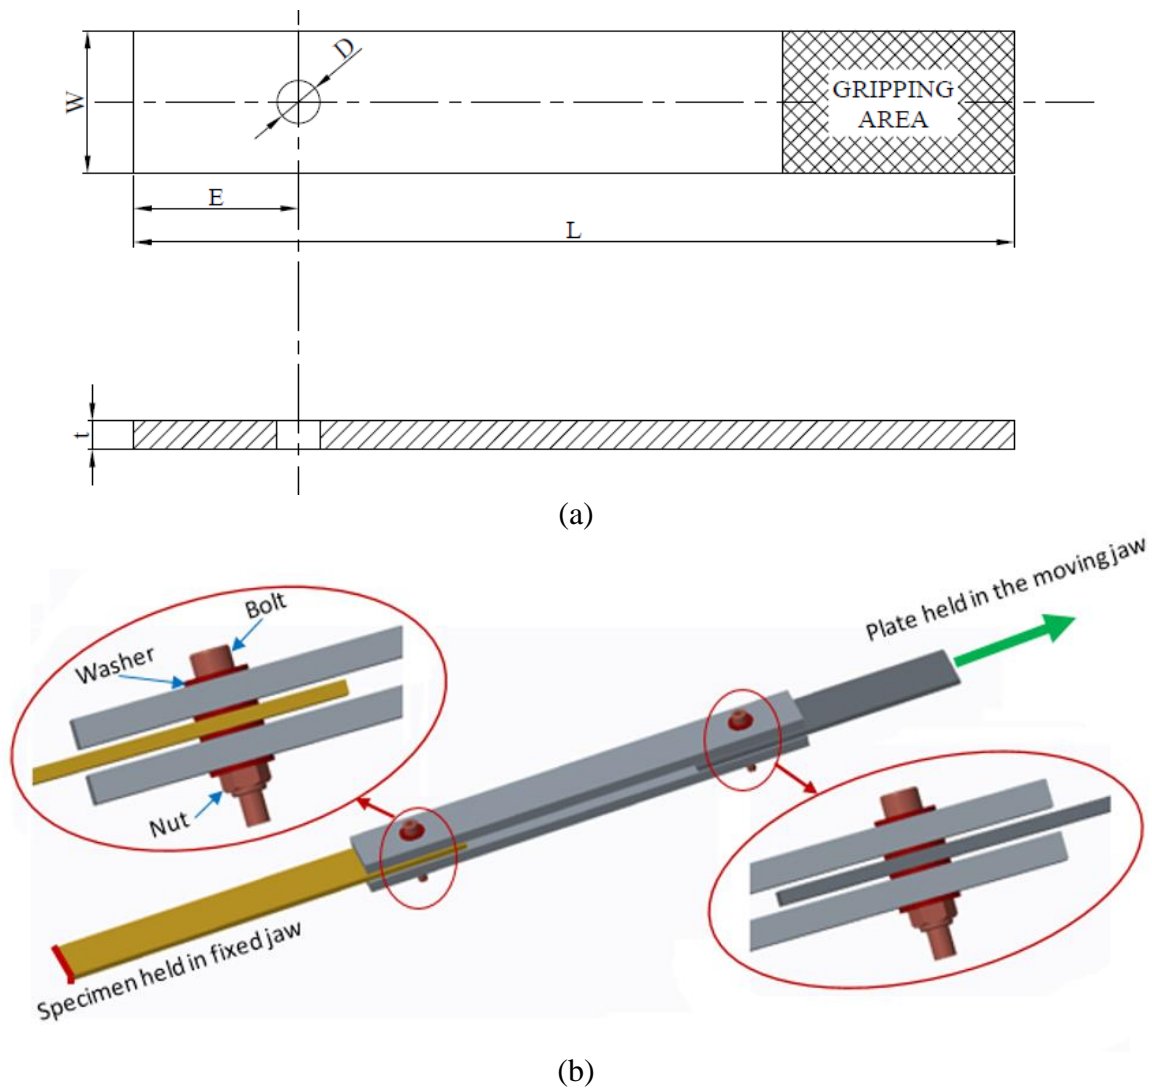 D
W
GRIPPING
AREA
E
L
t
(a)
Plate held in the moving jaw
Bolt
Washer
Nut
Specimen held in fixed jaw
(b)